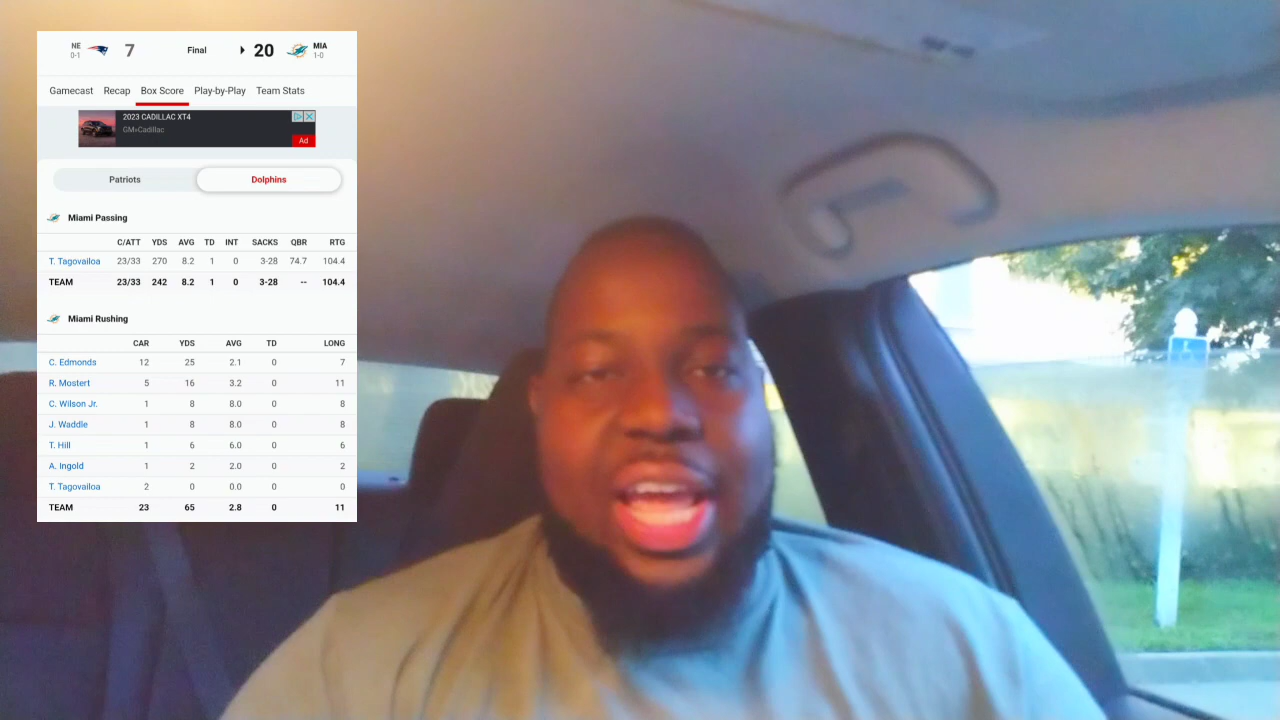 NE 7 Final 20 MIA
0-1 1-0
Gamecast Recap Box Score Play-by-Play Team Stats
2023 CADILLAC XT4
GM•Cadillac
Ad
Patriots Dolphins
Miami Passing
C/ATT YDS AVG TD INT SACKS QBR RTG
T. Tagovailoa 23/33 270 8.2 1 0 3-28 74.7 104.4
TEAM 23/33 242 8.2 1 0 3-28 -- 104.4
Miami Rushing
CAR YDS AVG TD LONG
C. Edmonds 12 25 2.1 0 7
R. Mostert 5 16 3.2 0 11
C. Wilson Jr. 1 8 8.0 0 8
J. Waddle 1 8 8.0 0 8
T. Hill 1 6 6.0 0 6
A. Ingold 1 2 2.0 0 2
T. Tagovailoa 2 0 0.0 0 0
TEAM 23 65 2.8 0 11